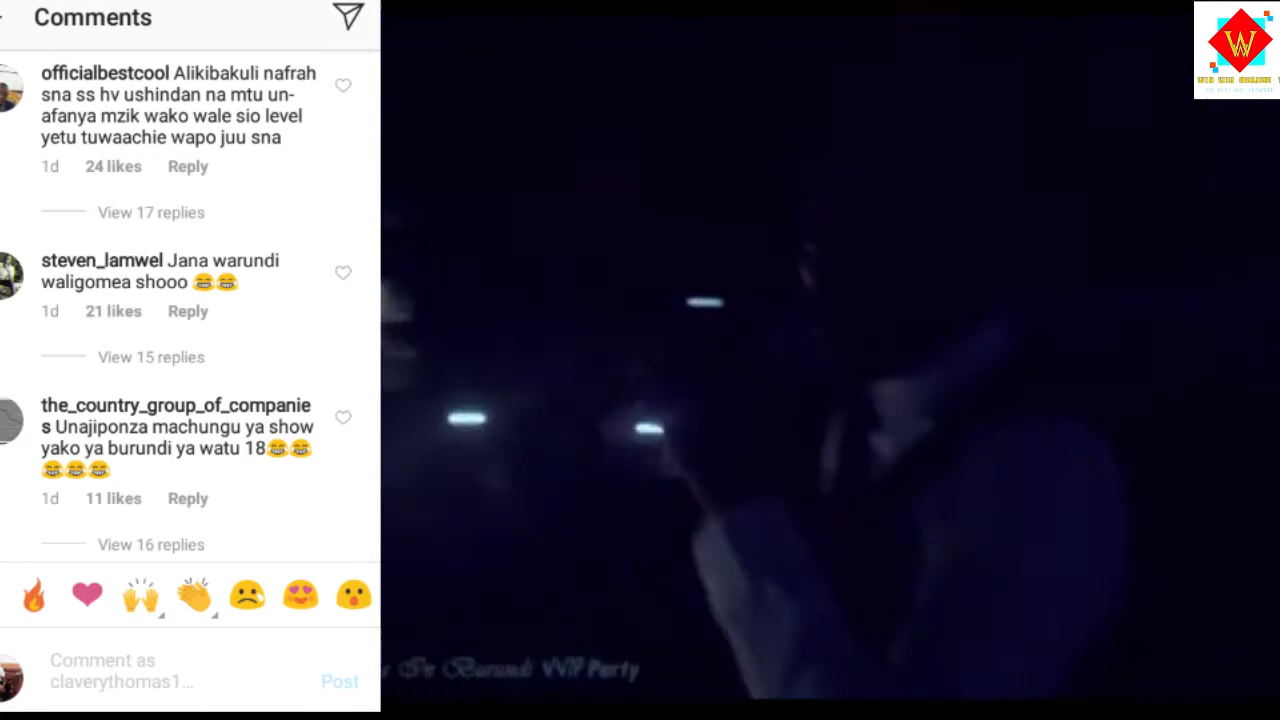 Comments
officialbestcool Alikibakuli nafrah
sna ss hv ushindan na mtu un-
afanya mzik wako wale sio level
yetu tuwaachie wapo juu sna
1d 24 likes Reply
View 17 replies
steven_lamwel Jana warundi
waligomea shooo 😂😂
1d 21 likes Reply
View 15 replies
the_country_group_of_companie
s Unajiponza machungu ya show
yako ya burundi ya watu 18😂😂
😂😂😂
1d 11 likes Reply
View 16 replies
Comment as
claverythomas1...
Post
s In Burundi VVIP Party
W